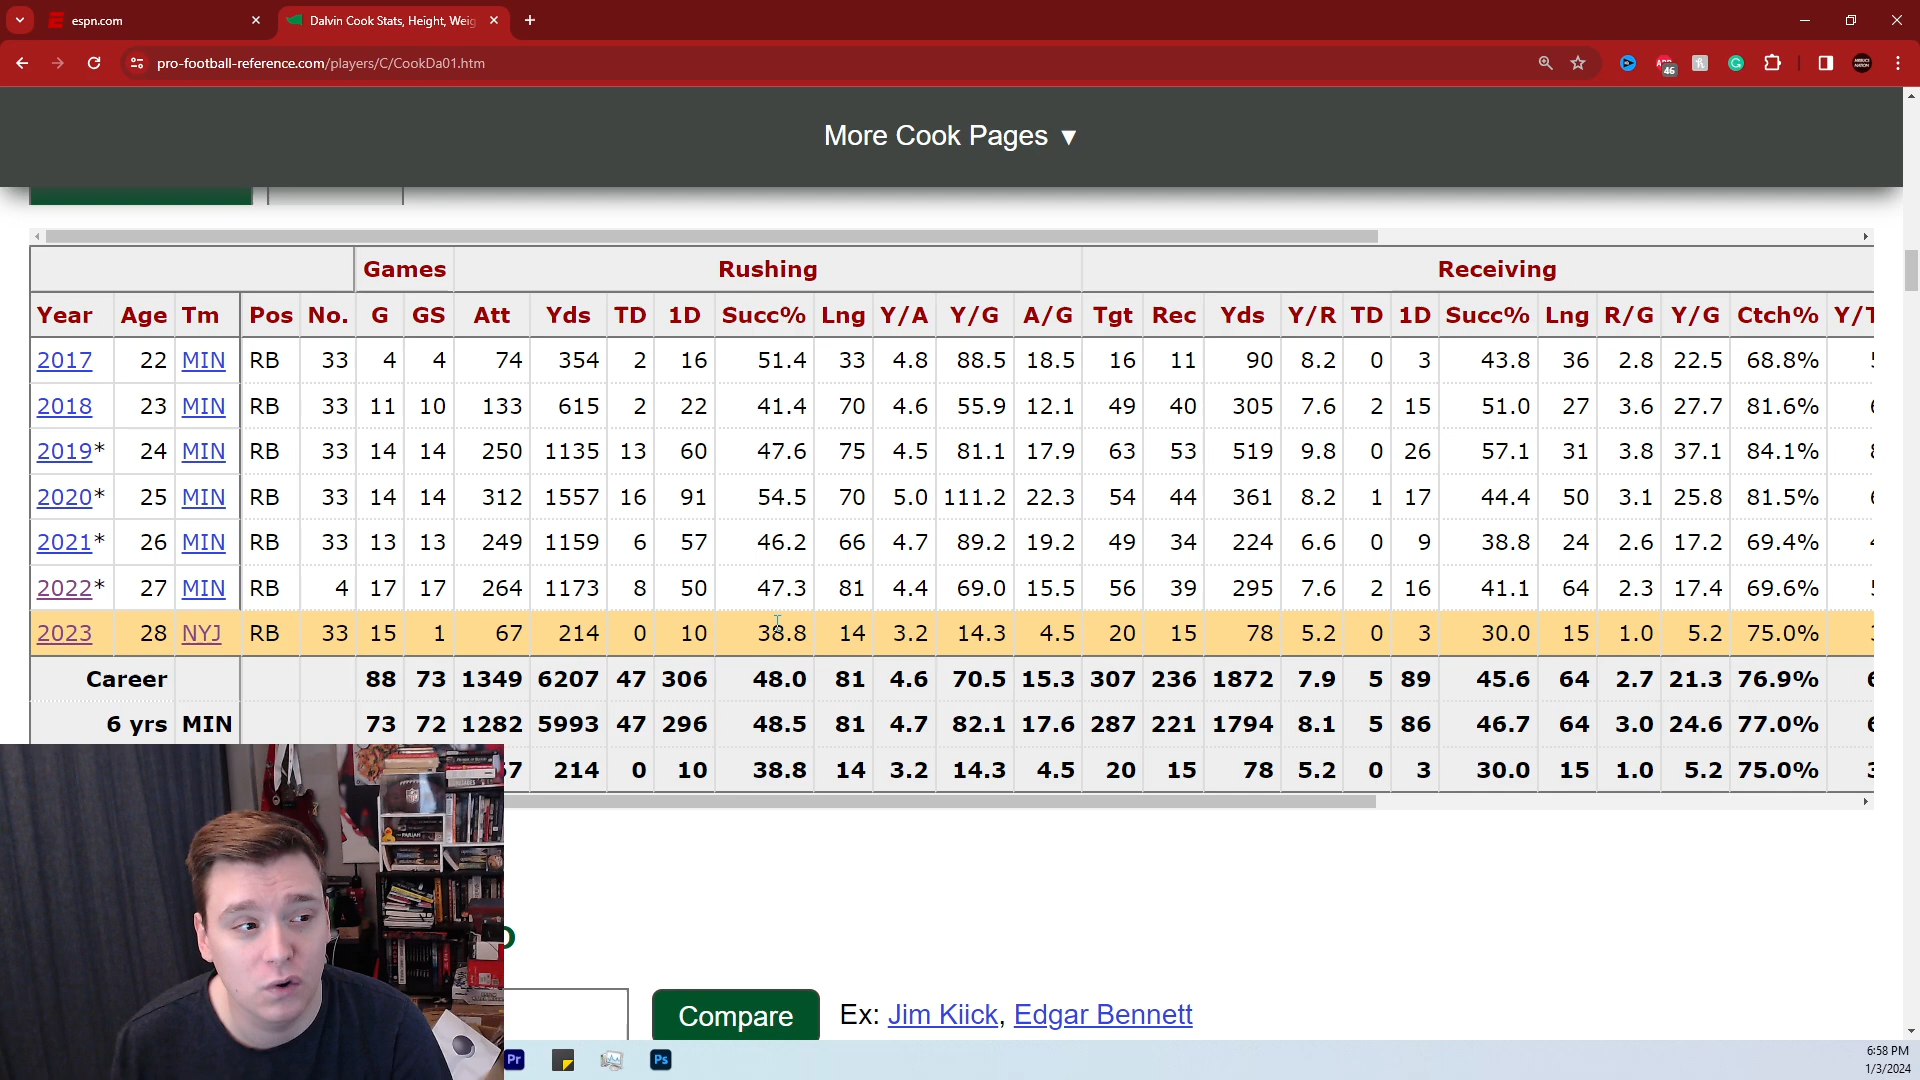 espn.com
Dalvin Cook Stats, Height, Weig
pro-football-reference.com/players/C/CookDa01.htm
46
More Cook Pages ▼
Games Rushing Receiving
Year Age Tm Pos No. G GS Att Yds TD 1D Succ% Lng Y/A Y/G A/G Tgt Rec Yds Y/R TD 1D Succ% Lng R/G Y/G Ctch% Y/T
2017 22 MIN RB 33 4 4 74 354 2 16 51.4 33 4.8 88.5 18.5 16 11 90 8.2 0 3 43.8 36 2.8 22.5 68.8%
2018 23 MIN RB 33 11 10 133 615 2 22 41.4 70 4.6 55.9 12.1 49 40 305 7.6 2 15 51.0 27 3.6 27.7 81.6%
2019* 24 MIN RB 33 14 14 250 1135 13 60 47.6 75 4.5 81.1 17.9 63 53 519 9.8 0 26 57.1 31 3.8 37.1 84.1%
2020* 25 MIN RB 33 14 14 312 1557 16 91 54.5 70 5.0 111.2 22.3 54 44 361 8.2 1 17 44.4 50 3.1 25.8 81.5%
2021* 26 MIN RB 33 13 13 249 1159 6 57 46.2 66 4.7 89.2 19.2 49 34 224 6.6 0 9 38.8 24 2.6 17.2 69.4%
2022* 27 MIN RB 4 17 17 264 1173 8 50 47.3 81 4.4 69.0 15.5 56 39 295 7.6 2 16 41.1 64 2.3 17.4 69.6%
2023 28 NYJ RB 33 15 1 67 214 0 10 38.8 14 3.2 14.3 4.5 20 15 78 5.2 0 3 30.0 15 1.0 5.2 75.0%
Career 88 73 1349 6207 47 306 48.0 81 4.6 70.5 15.3 307 236 1872 7.9 5 89 45.6 64 2.7 21.3 76.9%
6 yrs MIN 73 72 1282 5993 47 296 48.5 81 4.7 82.1 17.6 287 221 1794 8.1 5 86 46.7 64 3.0 24.6 77.0%
214 0 10 38.8 14 3.2 14.3 4.5 20 15 78 5.2 0 3 30.0 15 1.0 5.2 75.0%
Compare Ex: Jim Kiick, Edgar Bennett
Pr Ps
6:58 PM
1/3/2024